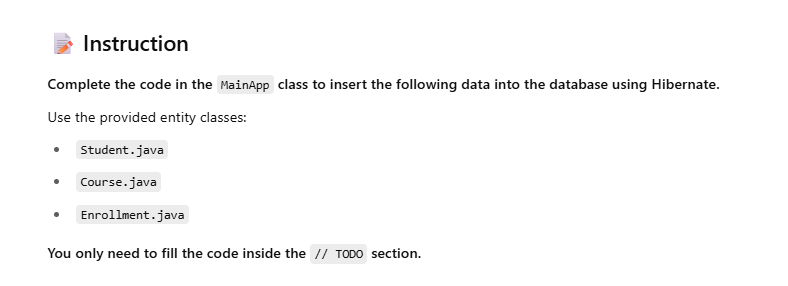 Instruction
Complete the code in the MainApp class to insert the following data into the database using Hibernate.
Use the provided entity classes:
Student.java
Course.java
Enrollment.java
You only need to fill the code inside the // TODO section.